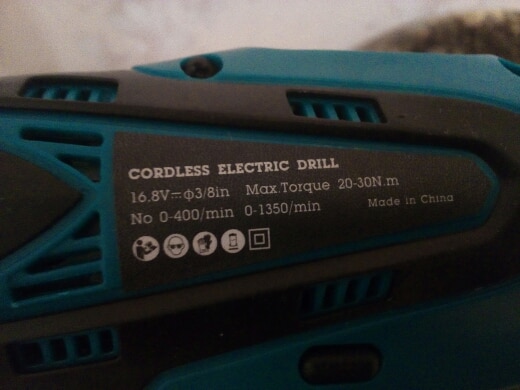 CORDLESS ELECTRIC DRILL
16.8V⎓ϕ3/8in Max.Torque 20-30N.m
No 0-400/min 0-1350/min Made in China